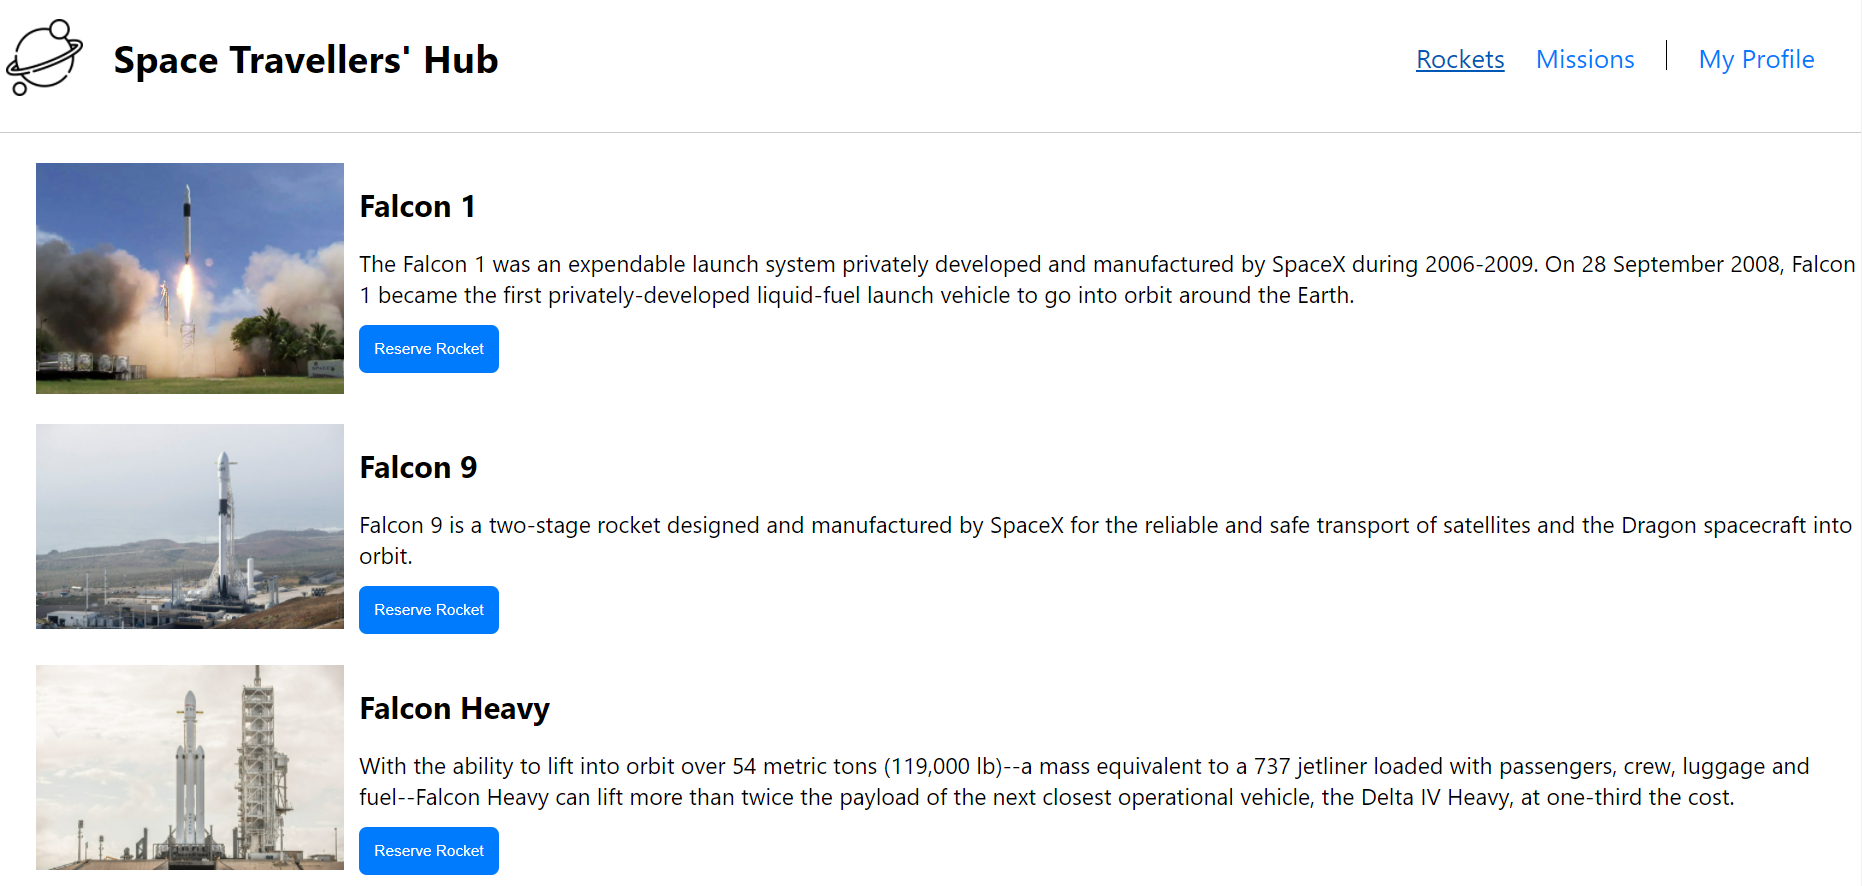 Space Travellers' Hub
Rockets
Missions
My Profile
Falcon 1
The Falcon 1 was an expendable launch system privately developed and manufactured by SpaceX during 2006-2009. On 28 September 2008, Falcon
1 became the first privately-developed liquid-fuel launch vehicle to go into orbit around the Earth.
Reserve Rocket
Falcon 9
Falcon 9 is a two-stage rocket designed and manufactured by SpaceX for the reliable and safe transport of satellites and the Dragon spacecraft into
orbit.
Reserve Rocket
Falcon Heavy
With the ability to lift into orbit over 54 metric tons (119,000 lb)--a mass equivalent to a 737 jetliner loaded with passengers, crew, luggage and
fuel--Falcon Heavy can lift more than twice the payload of the next closest operational vehicle, the Delta IV Heavy, at one-third the cost.
Reserve Rocket